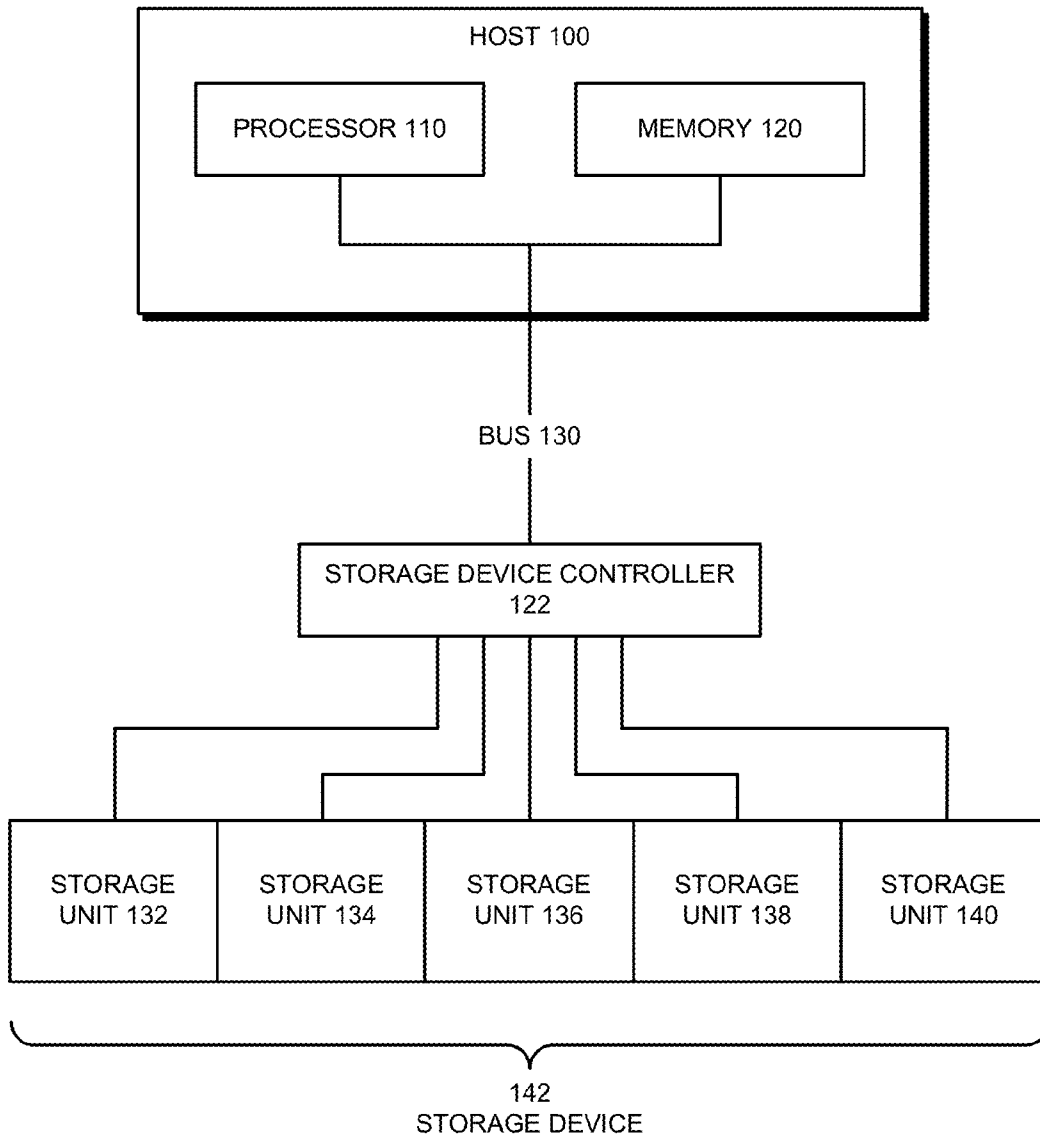 HOST 100
PROCESSOR 110
MEMORY 120
BUS 130
STORAGE DEVICE CONTROLLER
122
STORAGE
UNIT 132
STORAGE
UNIT 134
STORAGE
UNIT 136
STORAGE
UNIT 138
STORAGE
UNIT 140
142
STORAGE DEVICE